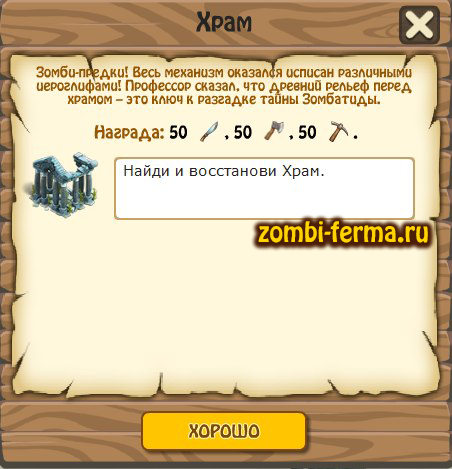 Храм
Зомби-предки! Весь механизм оказался исписан различными
иероглифами! Профессор сказал, что древний рельеф перед
храмом – это ключ к разгадке тайны Зомбатиды.
Награда: 50 , 50 , 50 .
Найди и восстанови Храм.
zombi-ferma.ru
ХОРОШО